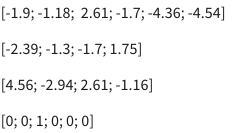 [-1.9; -1.18; 2.61; -1.7; -4.36; -4.54]
[-2.39; -1.3; -1.7; 1.75]
[4.56; -2.94; 2.61; -1.16]
[0; 0; 1; 0; 0; 0]